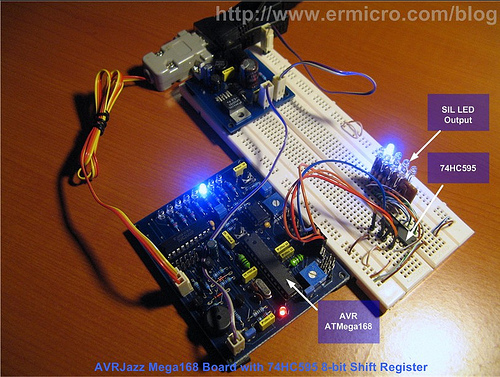 http://www.ermicro.com/blog
SIL LED
Output
74HC595
AVR
ATMega168
AVRJazz Mega168 Board with 74HC595 8-bit Shift Register